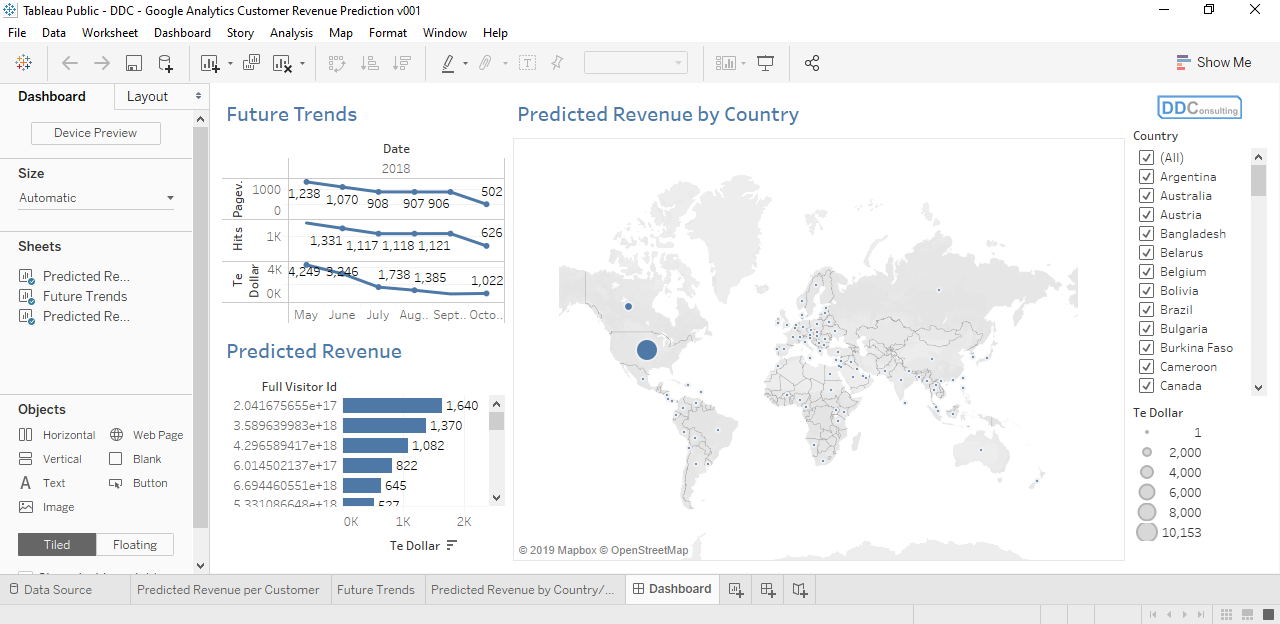 Tableau Public - DDC - Google Analytics Customer Revenue Prediction v001
File Data Worksheet Dashboard Story Analysis Map Format Window Help
Show Me
Dashboard
Layout
Device Preview
Size
Automatic
Sheets
Predicted Re...
Future Trends
Predicted Re...
Objects
Horizontal
Web Page
Vertical
Blank
Text
Button
Image
Tiled
Floating
Future Trends
Date
2018
Pagev.
1000
0
1,238
1,070
908
907
906
502
Hits
1K
1,331
1,117
1,118
1,121
626
Te
Dollar
4K
0K
4,249
3,246
1,738
1,385
1,022
May
June
July
Aug..
Sept..
Octo..
Predicted Revenue
Full Visitor Id
2.041675655e+17
1,640
3.589639983e+18
1,370
4.296589417e+18
1,082
6.014502137e+17
822
6.694460551e+18
645
5.331086648e+18
527
0K
1K
2K
Te Dollar
Predicted Revenue by Country
© 2019 Mapbox © OpenStreetMap
DDConsulting
Country
(All)
Argentina
Australia
Austria
Bangladesh
Belarus
Belgium
Bolivia
Brazil
Bulgaria
Burkina Faso
Cameroon
Canada
Te Dollar
1
2,000
4,000
6,000
8,000
10,153
Data Source
Predicted Revenue per Customer
Future Trends
Predicted Revenue by Country/...
Dashboard